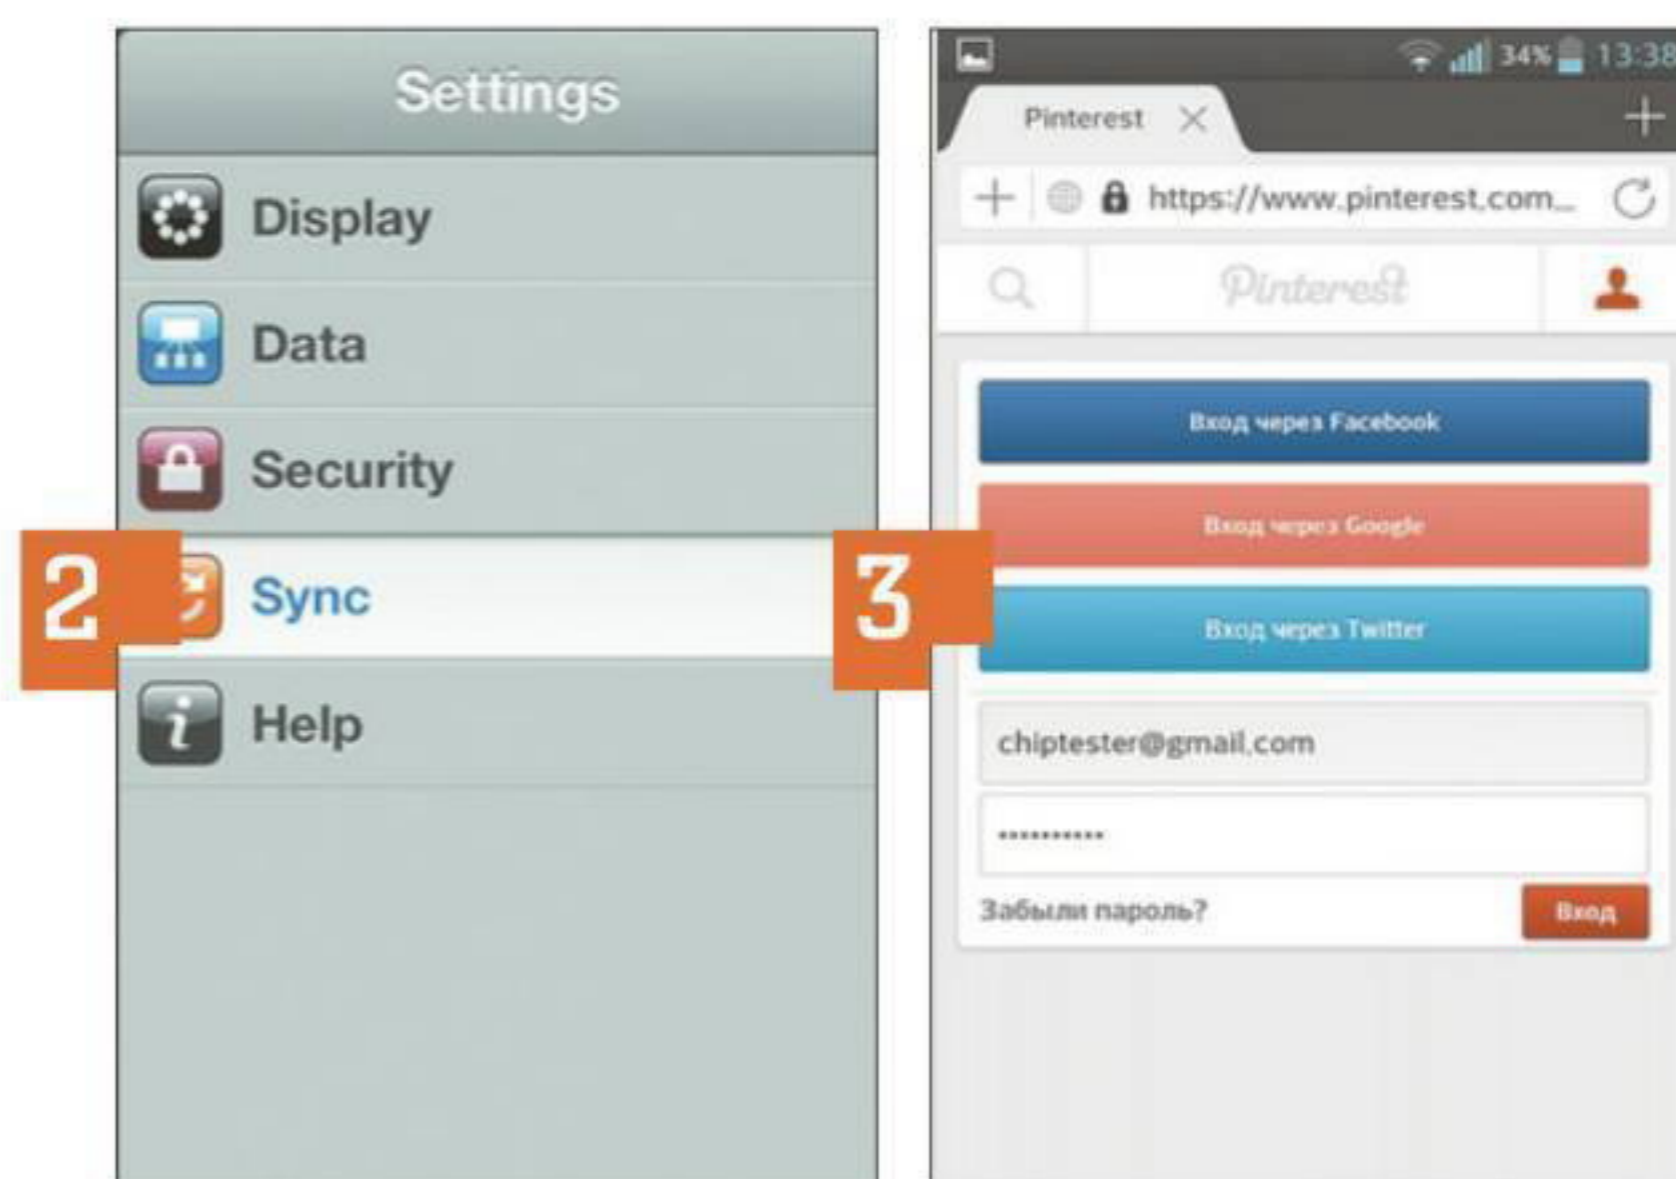 Settings
Display
Data
Security
2
Sync
Help
34% 13:38
Pinterest
https://www.pinterest.com...
Pinterest
Вход через Facebook
Вход через Google
3
Вход через Twitter
chiptester@gmail.com
••••••••••
Забыли пароль?
Вход